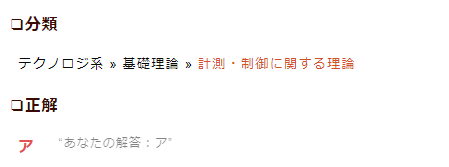 ❏分類
テクノロジ系 » 基礎理論 » 計測・制御に関する理論
❏正解
ア “あなたの解答：ア”